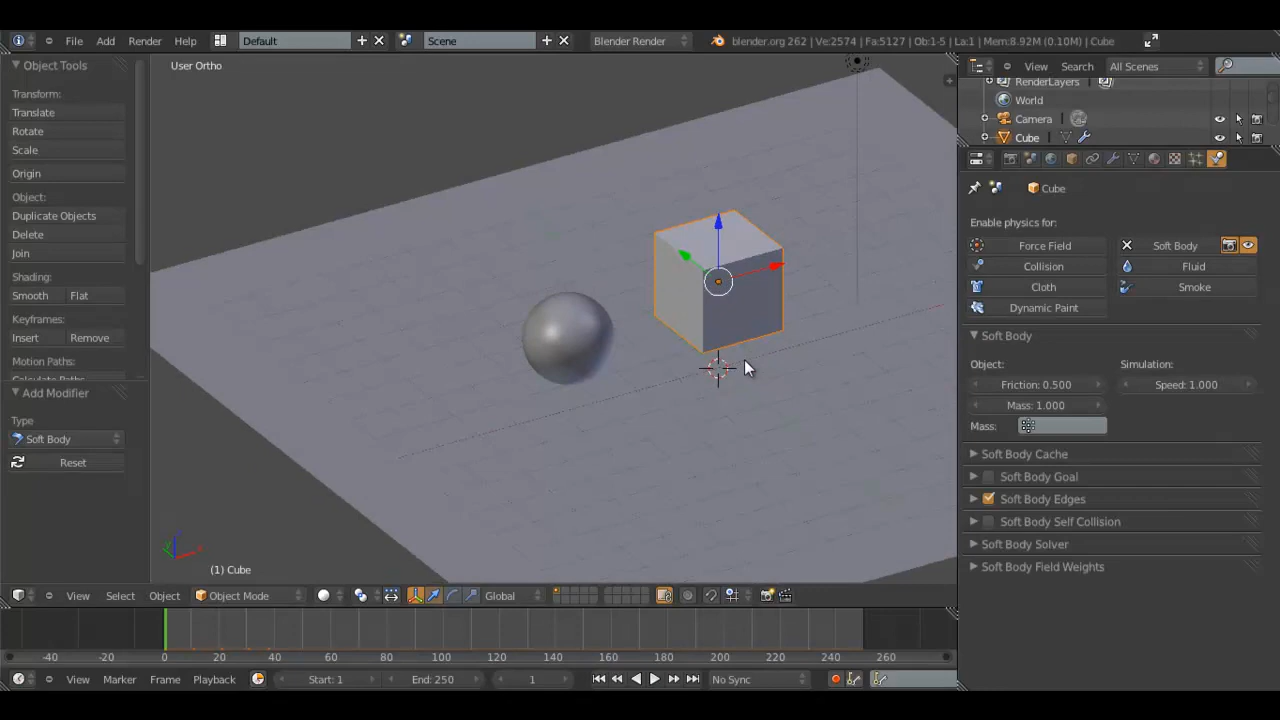 File Add Render Help Default Scene Blender Render blender.org 262 | Ve:2574 | Fa:5127 | Ob:1-5 | La:1 | Mem:8.92M (0.10M) | Cube
Object Tools
Transform:
Translate
Rotate
Scale
Origin
Object:
Duplicate Objects
Delete
Join
Shading:
Smooth Flat
Keyframes:
Insert Remove
Motion Paths:
Add Modifier
Type
Soft Body
Reset
User Ortho
(1) Cube
View Select Object Object Mode Global
-40 -20 0 20 40 60 80 100 120 140 160 180 200 220 240 260
View Marker Frame Playback Start: 1 End: 250 1 No Sync
View Search All Scenes
RenderLayers
World
Camera
Cube
Cube
Enable physics for:
Force Field Soft Body
Collision Fluid
Cloth Smoke
Dynamic Paint
Soft Body
Object: Simulation:
Friction: 0.500 Speed: 1.000
Mass: 1.000
Mass:
Soft Body Cache
Soft Body Goal
Soft Body Edges
Soft Body Self Collision
Soft Body Solver
Soft Body Field Weights